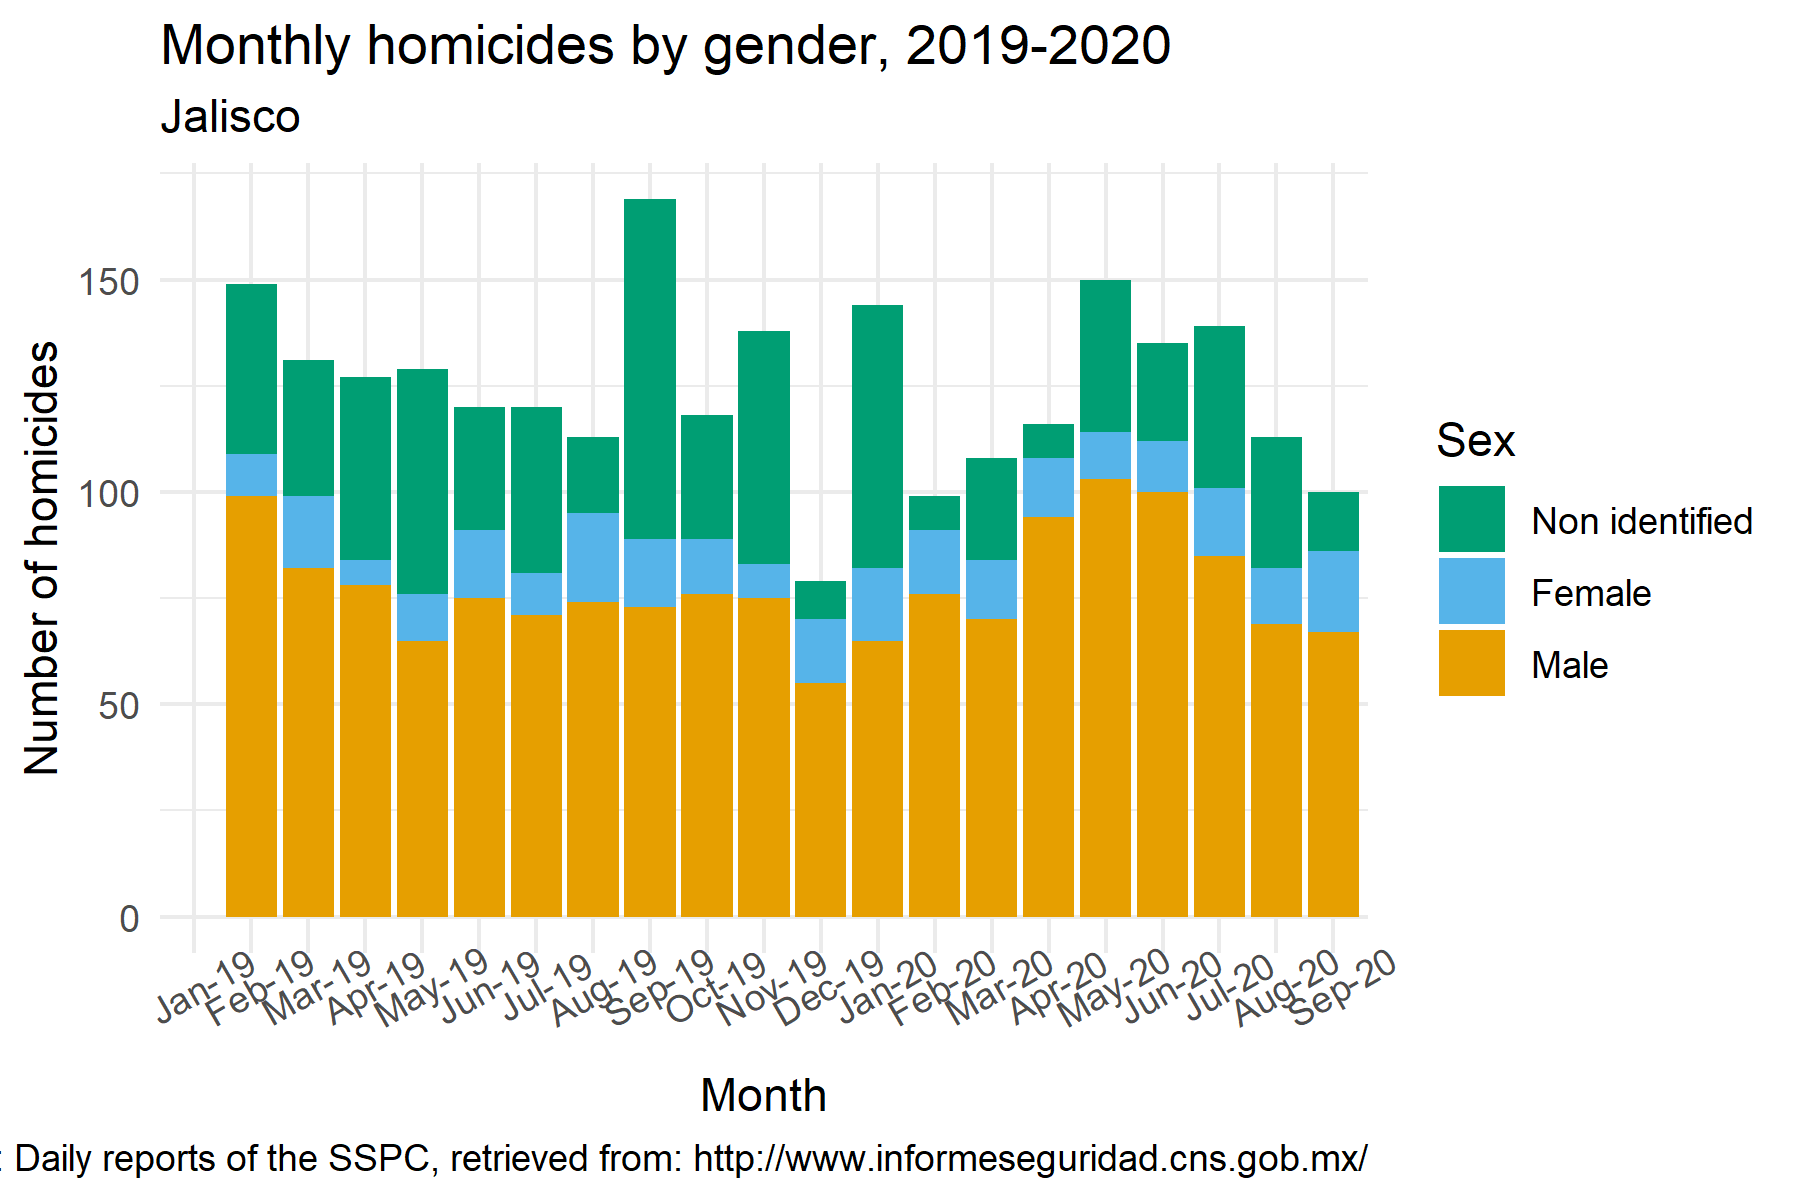 Monthly homicides by gender, 2019-2020
Jalisco
Number of homicides
150
100
50
0
Jan-19
Feb-19
Mar-19
Apr-19
May-19
Jun-19
Jul-19
Aug-19
Sep-19
Oct-19
Nov-19
Dec-19
Jan-20
Feb-20
Mar-20
Apr-20
May-20
Jun-20
Jul-20
Aug-20
Sep-20
Month
Sex
Non identified
Female
Male
: Daily reports of the SSPC, retrieved from: http://www.informeseguridad.cns.gob.mx/